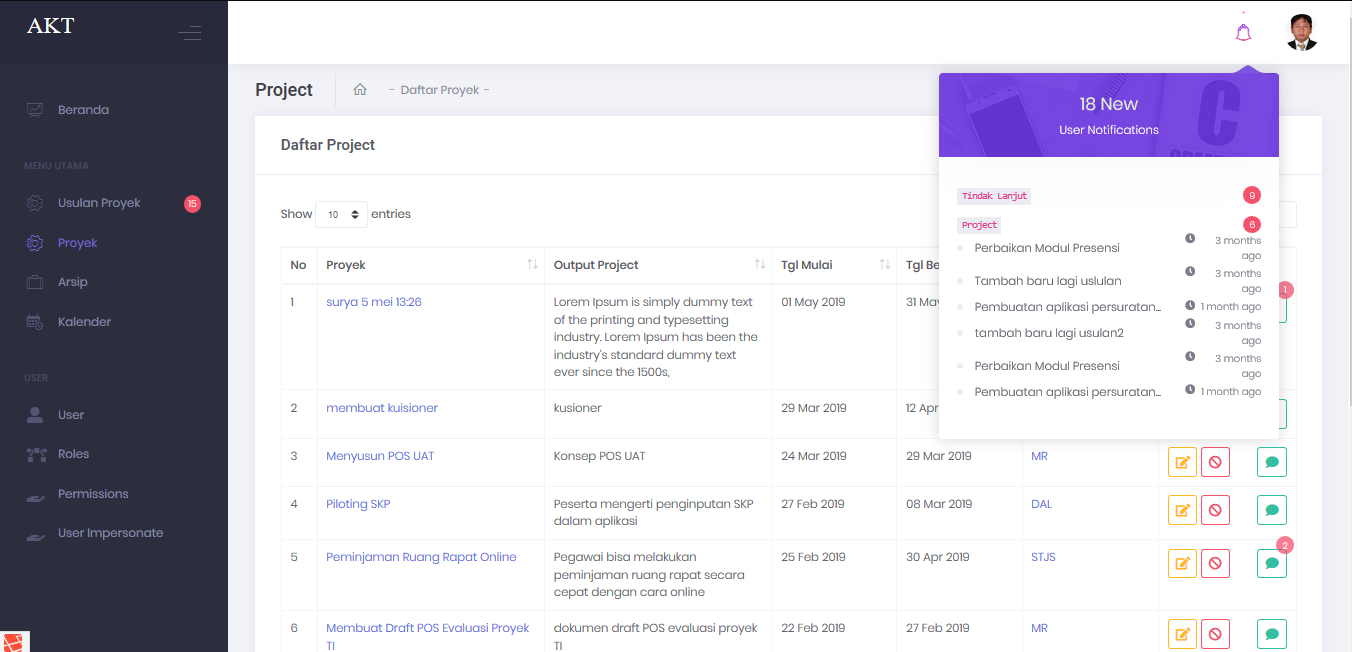 AKT
Beranda
MENU UTAMA
Usulan Proyek 15
Proyek
Arsip
Kalender
USER
User
Roles
Permissions
User Impersonate
Project - Daftar Proyek -
Daftar Project
Show 10 entries
18 New
User Notifications
Tindak Lanjut 9
Project 6
Perbaikan Modul Presensi 3 months
ago
Tambah baru lagi uslulan 3 months
ago
Pembuatan aplikasi persuratan... 1 month ago
tambah baru lagi usulan2 3 months
ago
Perbaikan Modul Presensi 3 months
ago
Pembuatan aplikasi persuratan... 1 month ago
No Proyek Output Project Tgl Mulai Tgl Be
1 surya 5 mei 13:26 Lorem Ipsum is simply dummy text 01 May 2019 31 May 1
of the printing and typesetting
industry. Lorem Ipsum has been the
industry's standard dummy text
ever since the 1500s,
2 membuat kuisioner kusioner 29 Mar 2019 12 Apr
3 Menyusun POS UAT Konsep POS UAT 24 Mar 2019 29 Mar 2019 MR
4 Piloting SKP Peserta mengerti penginputan SKP 27 Feb 2019 08 Mar 2019 DAL
dalam aplikasi
5 Peminjaman Ruang Rapat Online Pegawai bisa melakukan 25 Feb 2019 30 Apr 2019 STJS 2
peminjaman ruang rapat secara
cepat dengan cara online
6 Membuat Draft POS Evaluasi Proyek dokumen draft POS evaluasi proyek 22 Feb 2019 27 Feb 2019 MR
TI TI